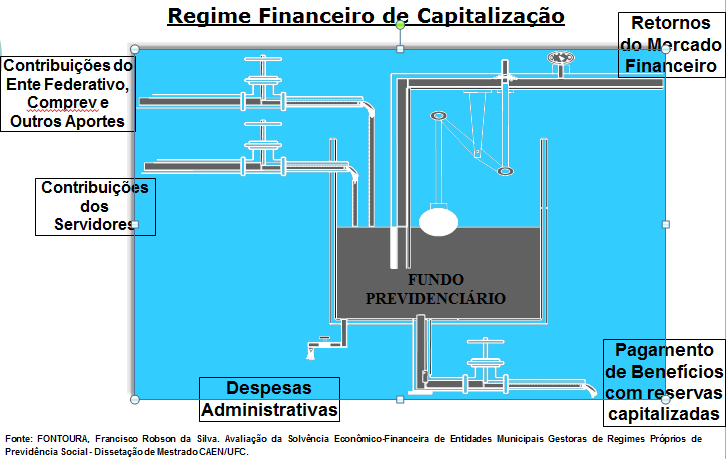 Regime Financeiro de Capitalização
Retornos
do Mercado
Financeiro
Contribuições do
Ente Federativo,
Comprev e
Outros Aportes
Contribuições
dos
Servidores
FUNDO
PREVIDENCIÁRIO
Despesas
Administrativas
Pagamento
de Benefícios
com reservas
capitalizadas
Fonte: FONTOURA, Francisco Robson da Silva. Avaliação da Solvência Econômico-Financeira de Entidades Municipais Gestoras de Regimes Próprios de
Previdência Social - Dissetação de Mestrado CAEN/UFC.